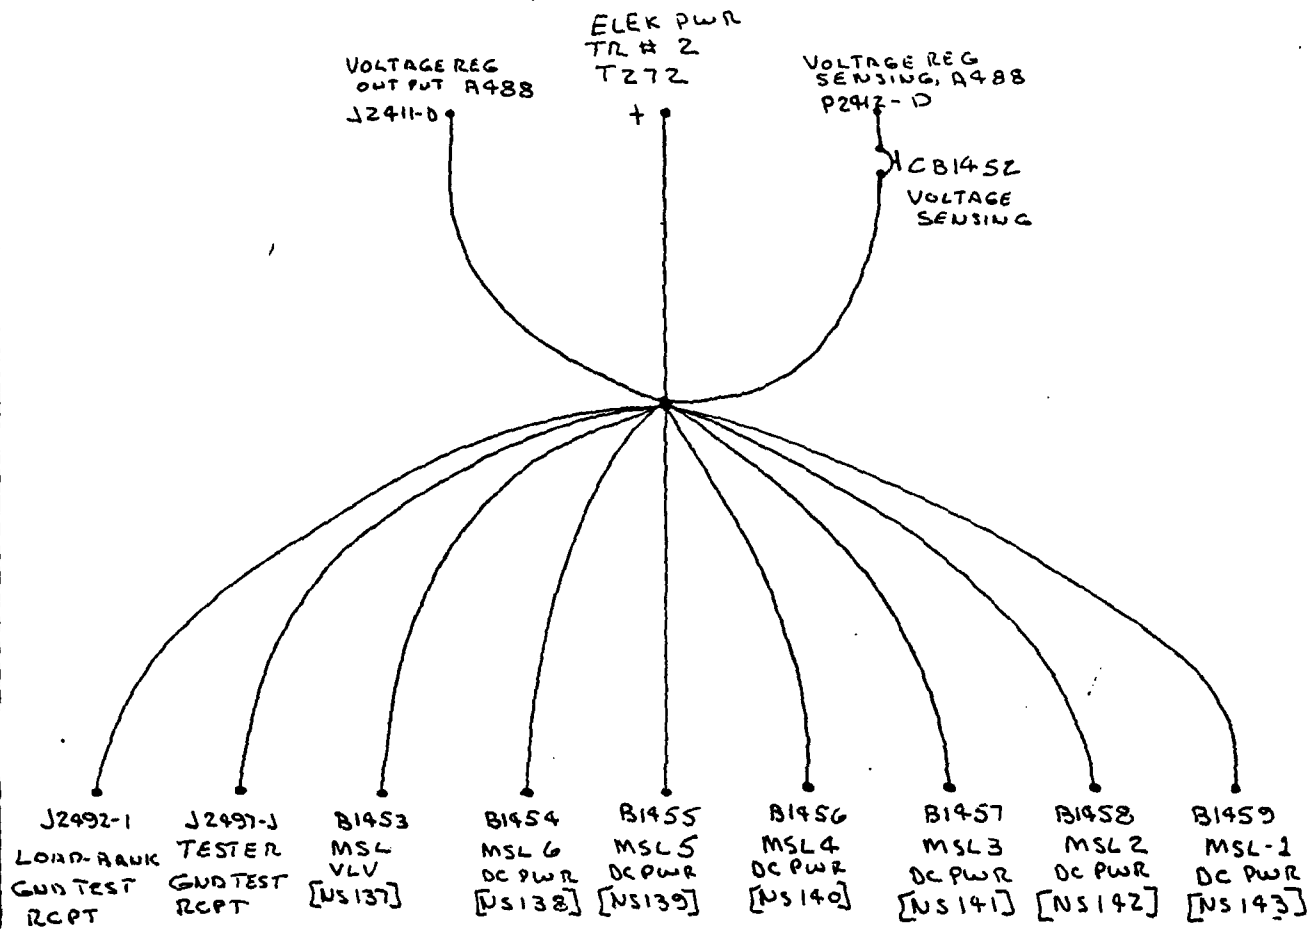 ELEK PWR
TR # 2
T272
+
VOLTAGE REG
OUTPUT A488
J2411-D
VOLTAGE REG
SENSING, A488
P2412-D
CB1452
VOLTAGE
SENSING
J2492-1
LOAD-BANK
GND TEST
RCPT
J2497-J
TESTER
GND TEST
RCPT
B1453
MSL
VLV
[NS137]
B1454
MSL 6
DC PWR
[NS138]
B1455
MSL 5
DC PWR
[NS139]
B1456
MSL 4
DC PWR
[NS140]
B1457
MSL 3
DC PWR
[NS141]
B1458
MSL 2
DC PWR
[NS142]
B1459
MSL-1
DC PWR
[NS143]